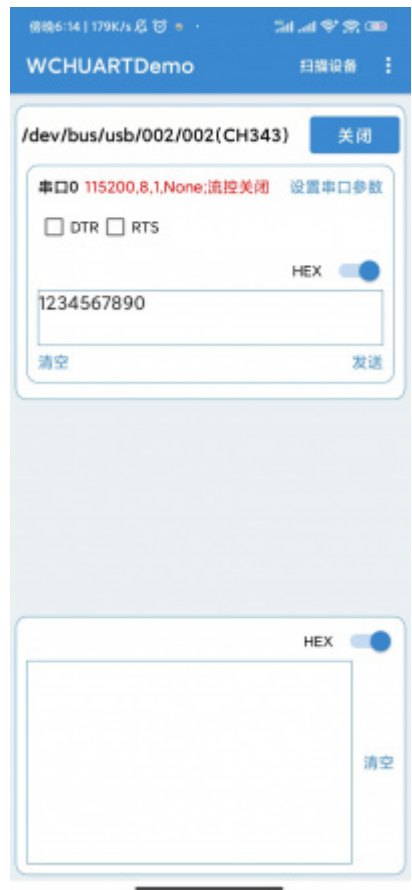 傍晚6:14 | 179K/s
WCHUARTDemo 扫描设备
/dev/bus/usb/002/002(CH343) 关闭
串口0 115200,8,1,None;流控关闭 设置串口参数
DTR RTS
HEX
1234567890
清空 发送
HEX
清空